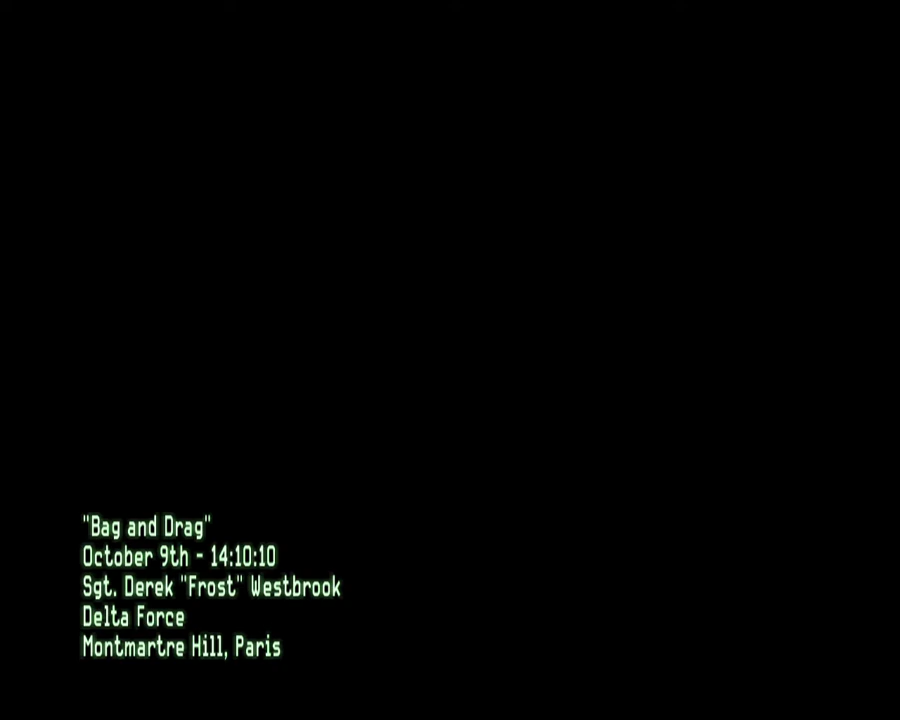 "Bag and Drag"
October 9th - 14:10:10
Sgt. Derek "Frost" Westbrook
Delta Force
Montmartre Hill, Paris